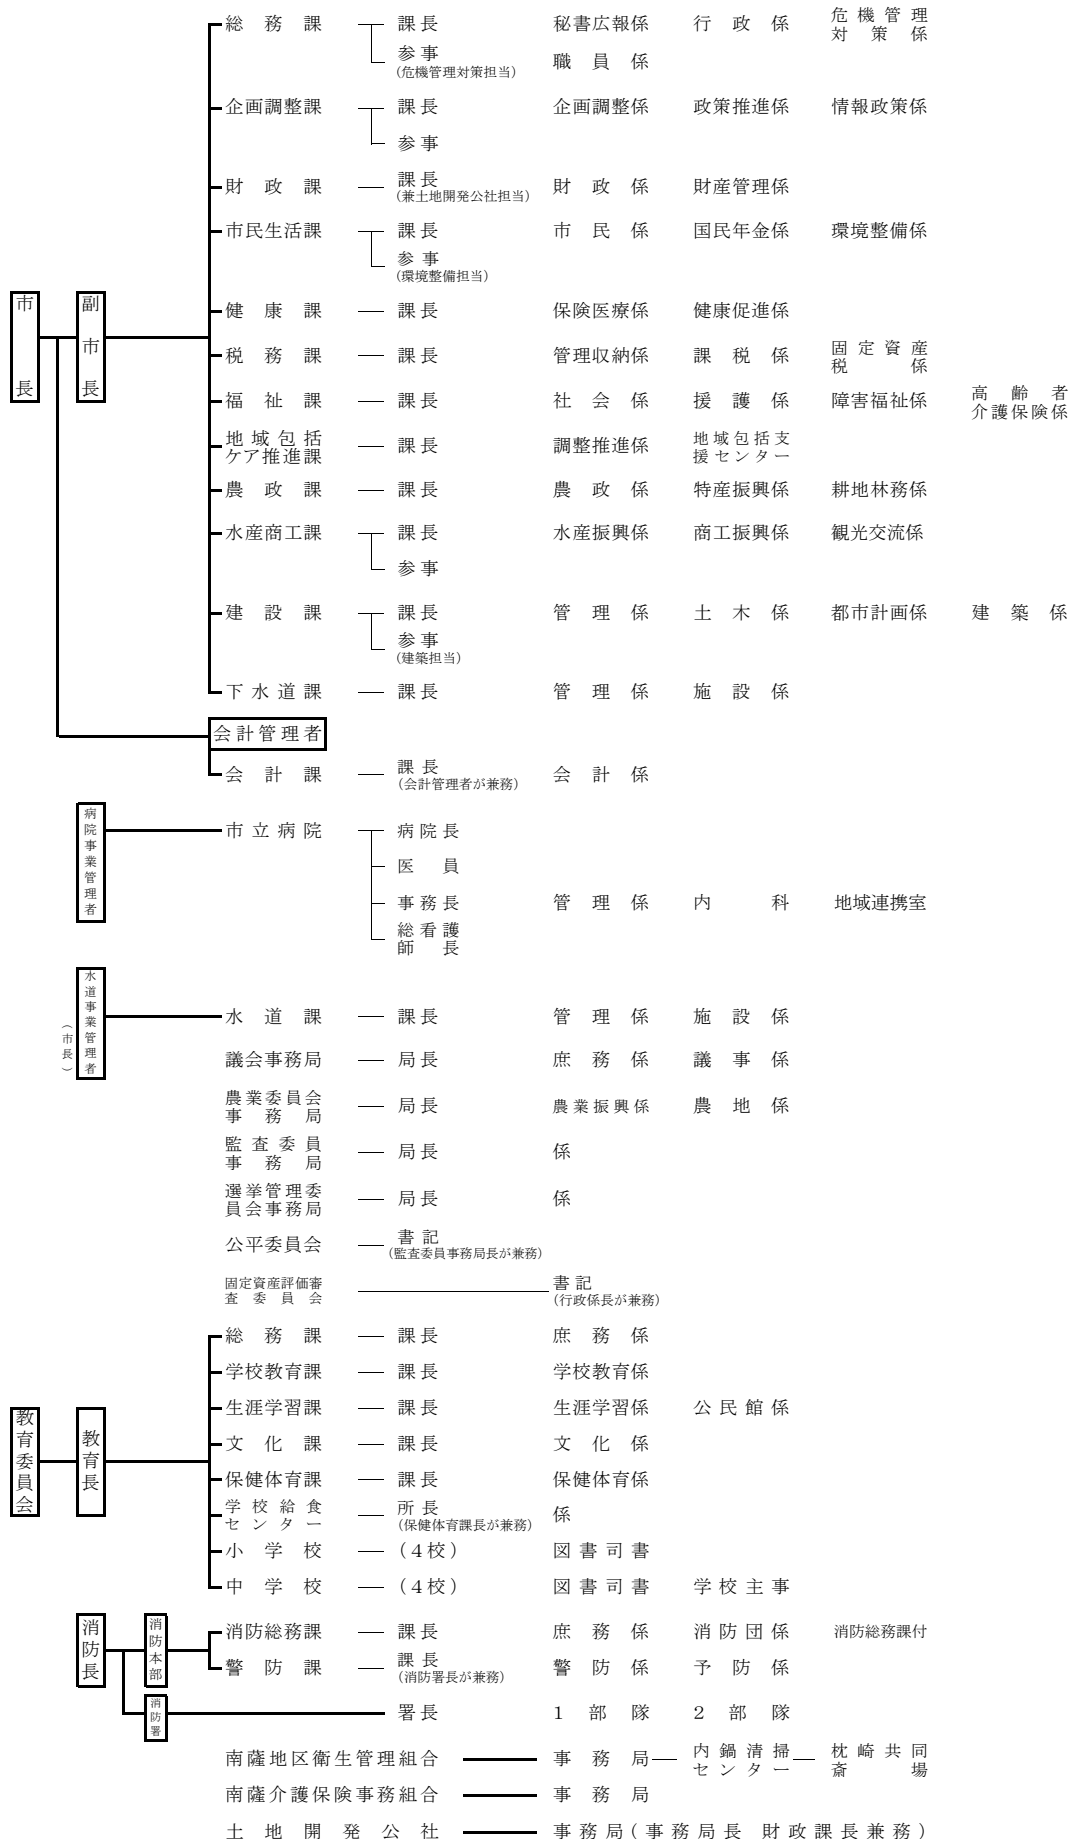 総務課 課長 秘書広報係 行政係 危機管理対策係
参事 職員係
(危機管理対策担当)
企画調整課 課長 企画調整係 政策推進係 情報政策係
参事
財政課 課長 財政係 財産管理係
(兼土地開発公社担当)
市民生活課 課長 市民係 国民年金係 環境整備係
参事
(環境整備担当)
市長 副市長
健康課 課長 保険医療係 健康促進係
税務課 課長 管理収納係 課税係 固定資産税係
福祉課 課長 社会係 援護係 障害福祉係 高齢者介護保険係
地域包括ケア推進課 課長 調整推進係 地域包括支援センター
農政課 課長 農政係 特産振興係 耕地林務係
水産商工課 課長 水産振興係 商工振興係 観光交流係
参事
建設課 課長 管理係 土木係 都市計画係 建築係
参事
(建築担当)
下水道課 課長 管理係 施設係
会計管理者
会計課 課長 会計係
(会計管理者が兼務)
病院事業管理者
市立病院 病院長
医員
事務長 管理係 内科 地域連携室
総看護師長
水道事業管理者
(市長)
水道課 課長 管理係 施設係
議会事務局 局長 庶務係 議事係
農業委員会事務局 局長 農業振興係 農地係
監査委員事務局 局長 係
選挙管理委員会事務局 局長 係
公平委員会 書記
(監査委員事務局長が兼務)
固定資産評価審査委員会 書記
(行政係長が兼務)
教育委員会 教育長
総務課 課長 庶務係
学校教育課 課長 学校教育係
生涯学習課 課長 生涯学習係 公民館係
文化課 課長 文化係
保健体育課 課長 保健体育係
学校給食センター 所長 係
(保健体育課長が兼務)
小学校 (4校) 図書司書
中学校 (4校) 図書司書 学校主事
消防長 消防本部
消防総務課 課長 庶務係 消防団係 消防総務課付
警防課 課長 警防係 予防係
(消防署長が兼務)
消防署 署長 1部隊 2部隊
南薩地区衛生管理組合 事務局 内鍋清掃センター 枕崎共同斎場
南薩介護保険事務組合 事務局
土地開発公社 事務局(事務局長 財政課長兼務)